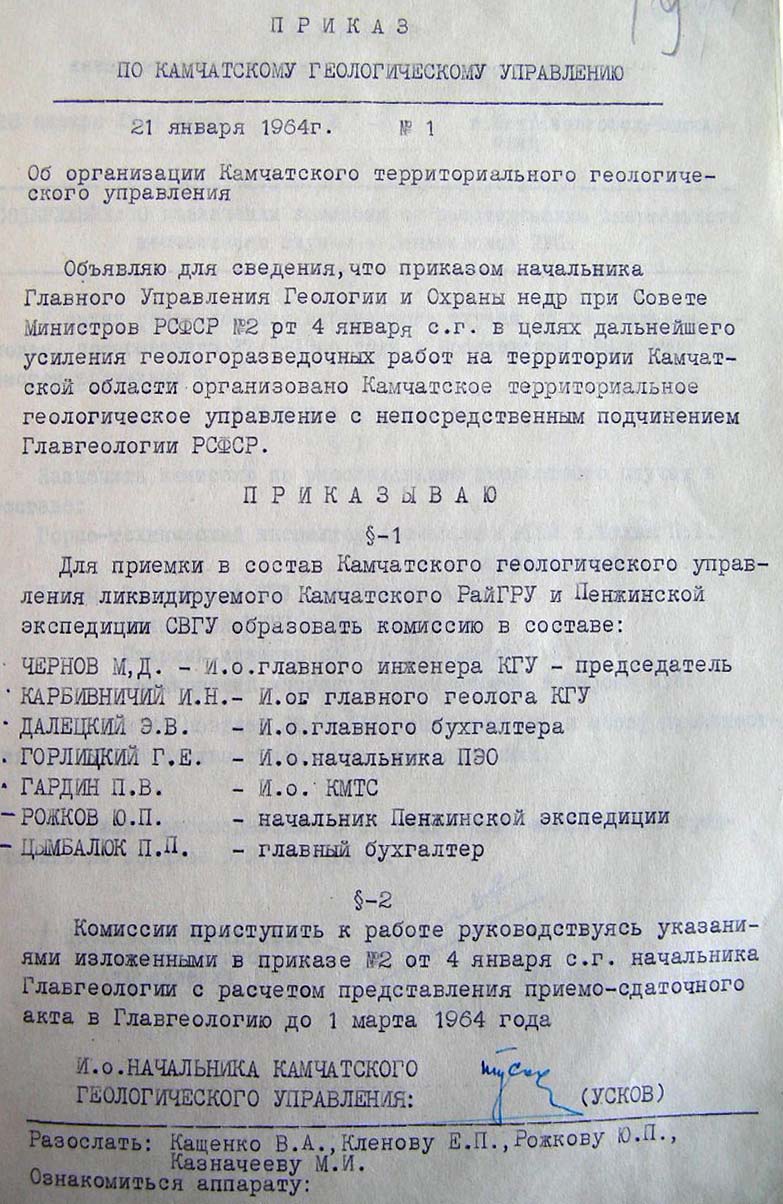 П Р И К А З
ПО КАМЧАТСКОМУ ГЕОЛОГИЧЕСКОМУ УПРАВЛЕНИЮ
21 января 1964г. № 1
Об организации Камчатского территориального геологиче-
ского управления
Объявляю для сведения,что приказом начальника
Главного Управления Геологии и Охраны недр при Совете
Министров РСФСР №2 рт 4 января с.г. в целях дальнейшего
усиления геологоразведочных работ на территории Камчат-
ской области организовано Камчатское территориальное
геологическое управление с непосредственным подчинением
Главгеологии РСФСР.
П Р И К А З Ы В А Ю
§-1
Для приемки в состав Камчатского геологического управ-
ления ликвидируемого Камчатского РайГРУ и Пенжинской
экспедиции СВГУ образовать комиссию в составе:
ЧЕРНОВ М,Д. - И.о.главного инженера КГУ - председатель
КАРБИВНИЧИЙ И.Н.- И.о. главного геолога КГУ
ДАЛЕЦКИЙ Э.В. - И.о.главного бухгалтера
ГОРЛИЦКИЙ Г.Е. - И.о.начальника ПЭО
ГАРДИН П.В. - И.о. КМТС
РОЖКОВ Ю.П. - начальник Пенжинской экспедиции
ЦЫМБАЛЮК П.П. - главный бухгалтер
§-2
Комиссии приступить к работе руководствуясь указани-
ями изложенными в приказе №2 от 4 января с.г. начальника
Главгеологии с расчетом представления приемо-сдаточного
акта в Главгеологию до 1 марта 1964 года
И.о.НАЧАЛЬНИКА КАМЧАТСКОГО
ГЕОЛОГИЧЕСКОГО УПРАВЛЕНИЯ: (УСКОВ)
Разослать: Кащенко В.А.,Кленову Е.П.,Рожкову Ю.П.,
Казначееву М.И.
Ознакомиться аппарату: